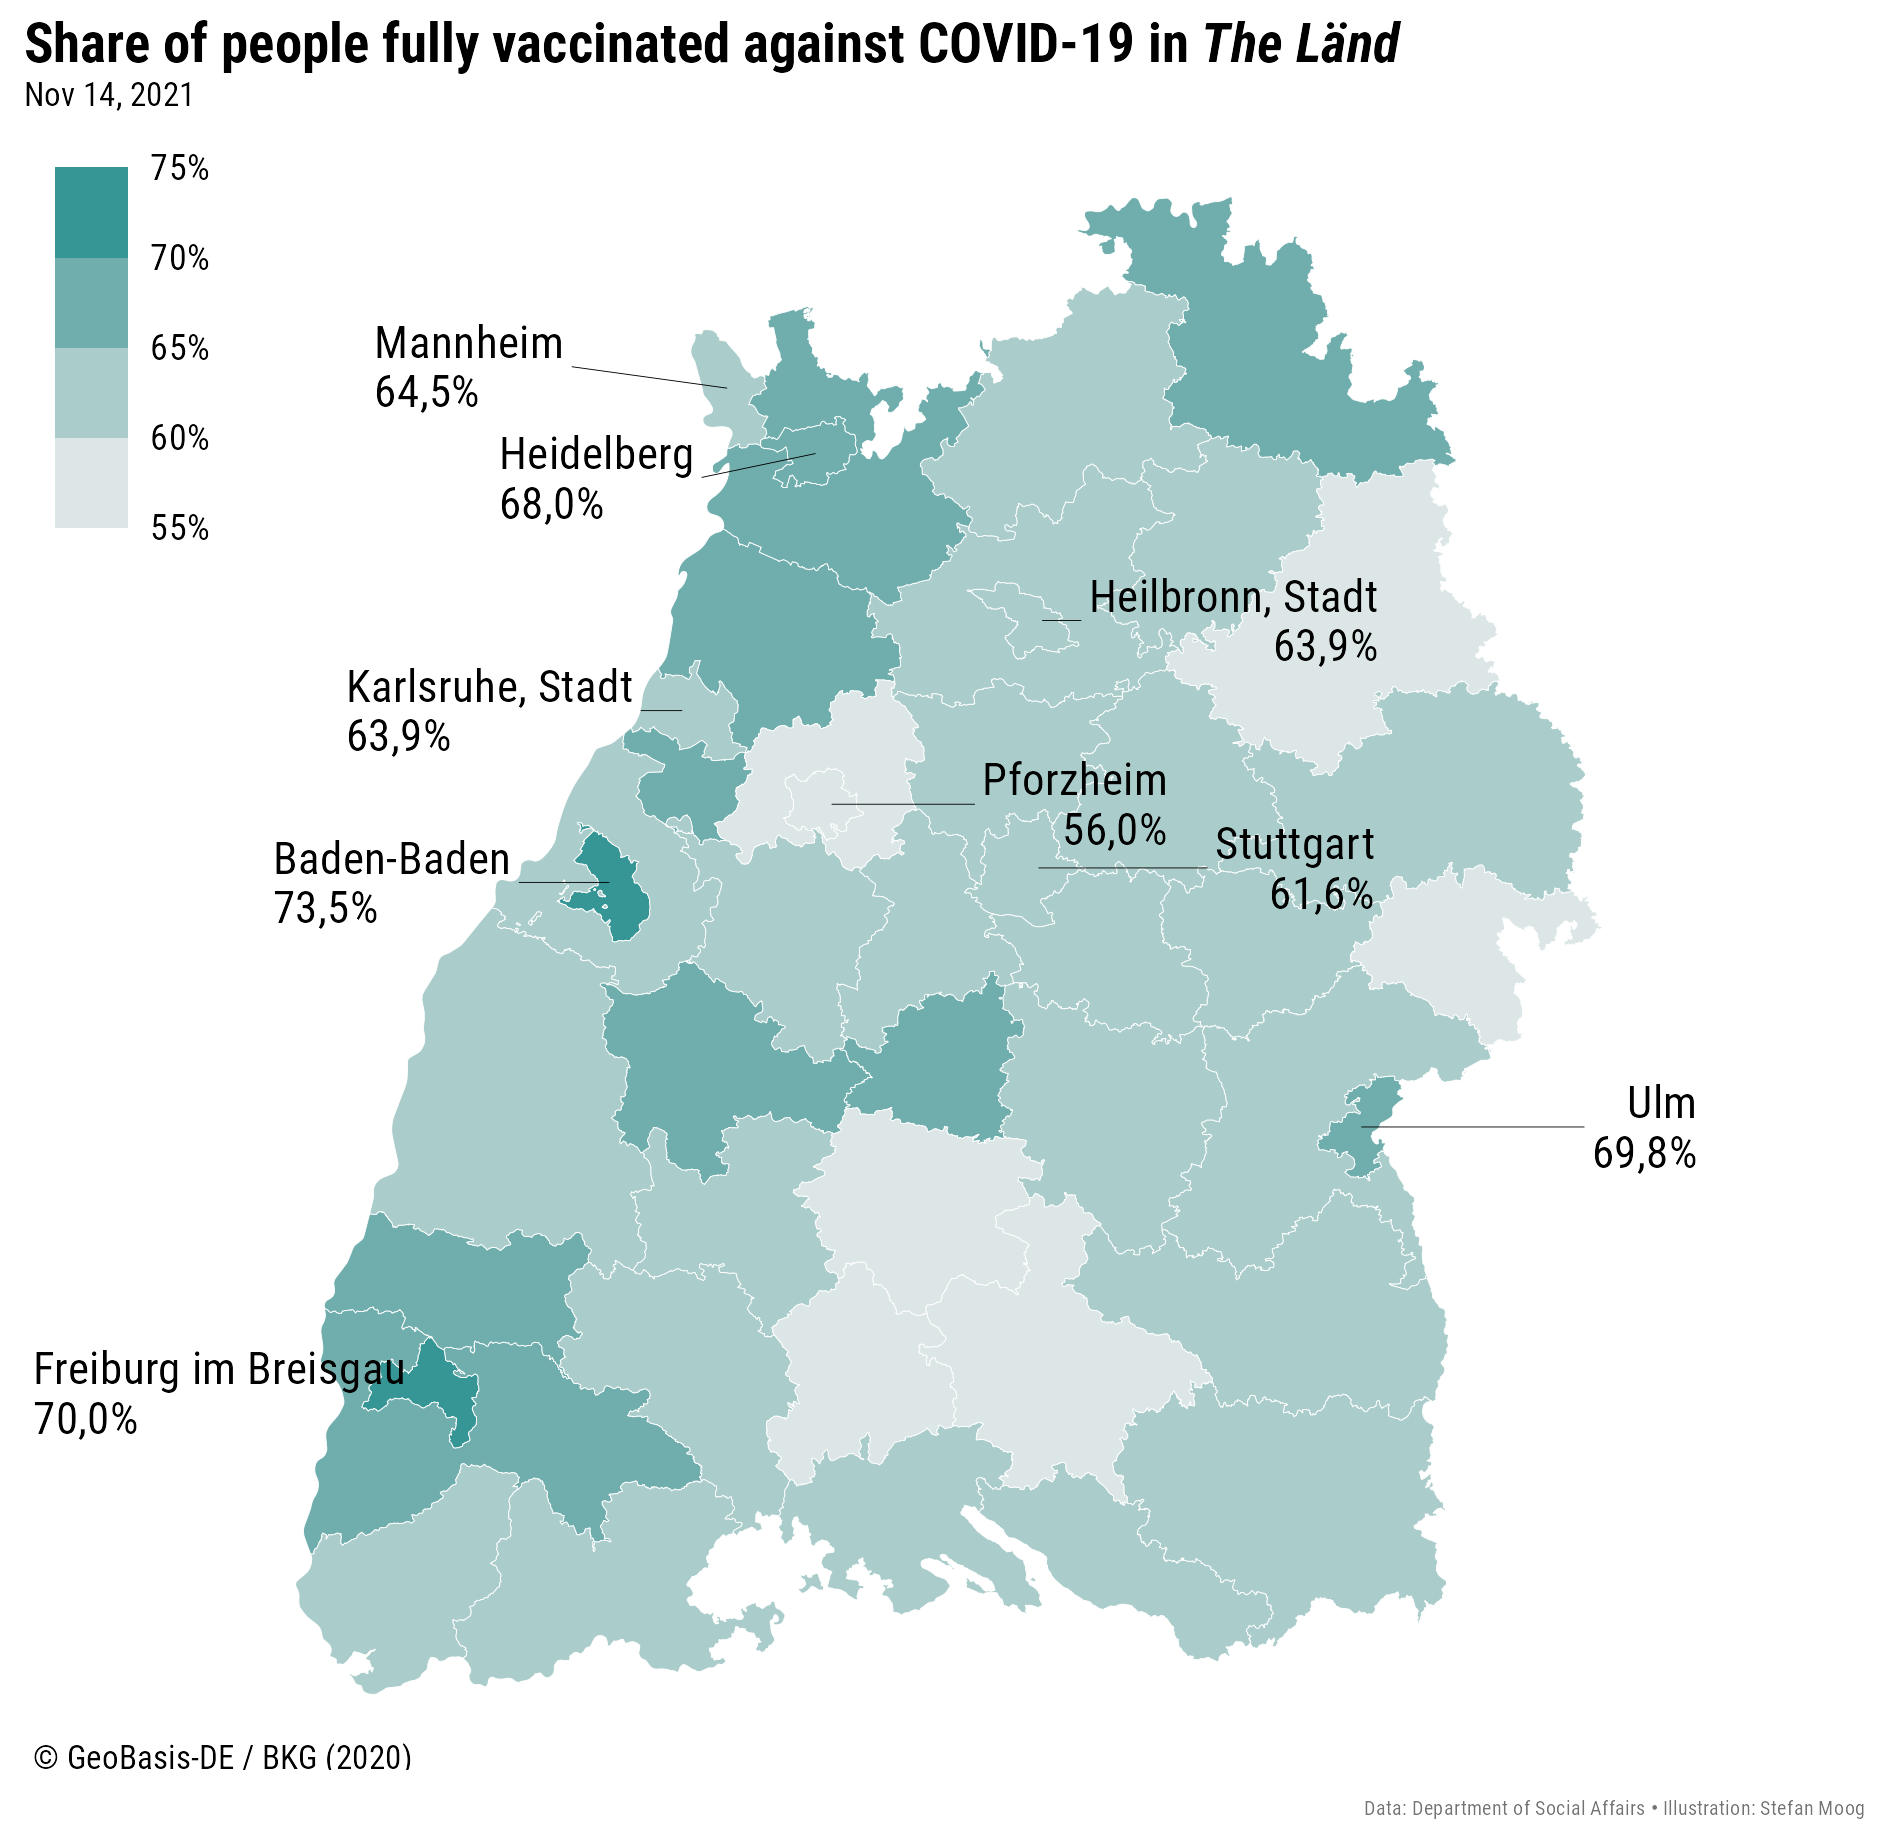 Share of people fully vaccinated against COVID-19 in The Länd
Nov 14, 2021
75%
70%
65%
60%
55%
Mannheim
64,5%
Heidelberg
68,0%
Heilbronn, Stadt
63,9%
Karlsruhe, Stadt
63,9%
Pforzheim
56,0%
Stuttgart
61,6%
Baden-Baden
73,5%
Ulm
69,8%
Freiburg im Breisgau
70,0%
© GeoBasis-DE / BKG (2020)
Data: Department of Social Affairs • Illustration: Stefan Moog